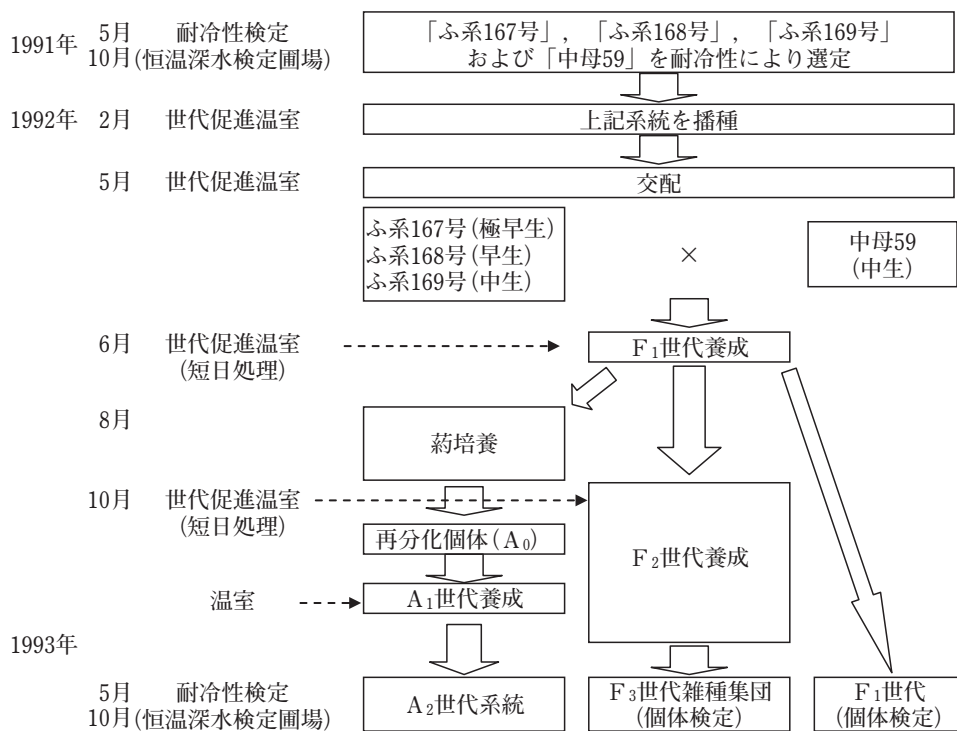 1991年 5月 耐冷性検定
10月(恒温深水検定圃場)
「ふ系167号」,「ふ系168号」,「ふ系169号」
および「中母59」を耐冷性により選定
1992年 2月 世代促進温室
上記系統を播種
5月 世代促進温室
交配
ふ系167号(極早生)
ふ系168号(早生)
ふ系169号(中生)
×
中母59
(中生)
6月 世代促進温室
(短日処理)
F₁世代養成
8月
葯培養
10月 世代促進温室
(短日処理)
再分化個体(A₀)
F₂世代養成
温室
A₁世代養成
1993年
5月 耐冷性検定
10月(恒温深水検定圃場)
A₂世代系統
F₃世代雑種集団
(個体検定)
F₁世代
(個体検定)